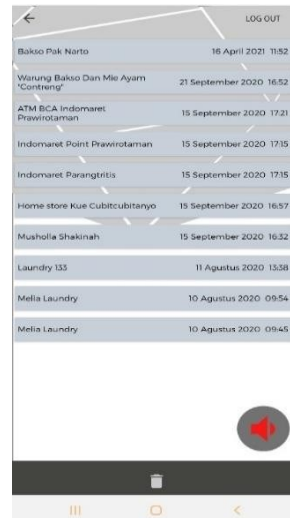 LOG OUT
Bakso Pak Narto 16 April 2021 11:52
Warung Bakso Dan Mie Ayam
"Contreng" 21 September 2020 16:52
ATM BCA Indomaret
Prawirotaman 15 September 2020 17:21
Indomaret Point Prawirotaman 15 September 2020 17:15
Indomaret Parangtritis 15 September 2020 17:15
Home store Kue Cubitcubitanyo 15 September 2020 16:57
Musholla Shakinah 15 September 2020 16:32
Laundry 133 11 Agustus 2020 13:38
Melia Laundry 10 Agustus 2020 09:54
Melia Laundry 10 Agustus 2020 09:45